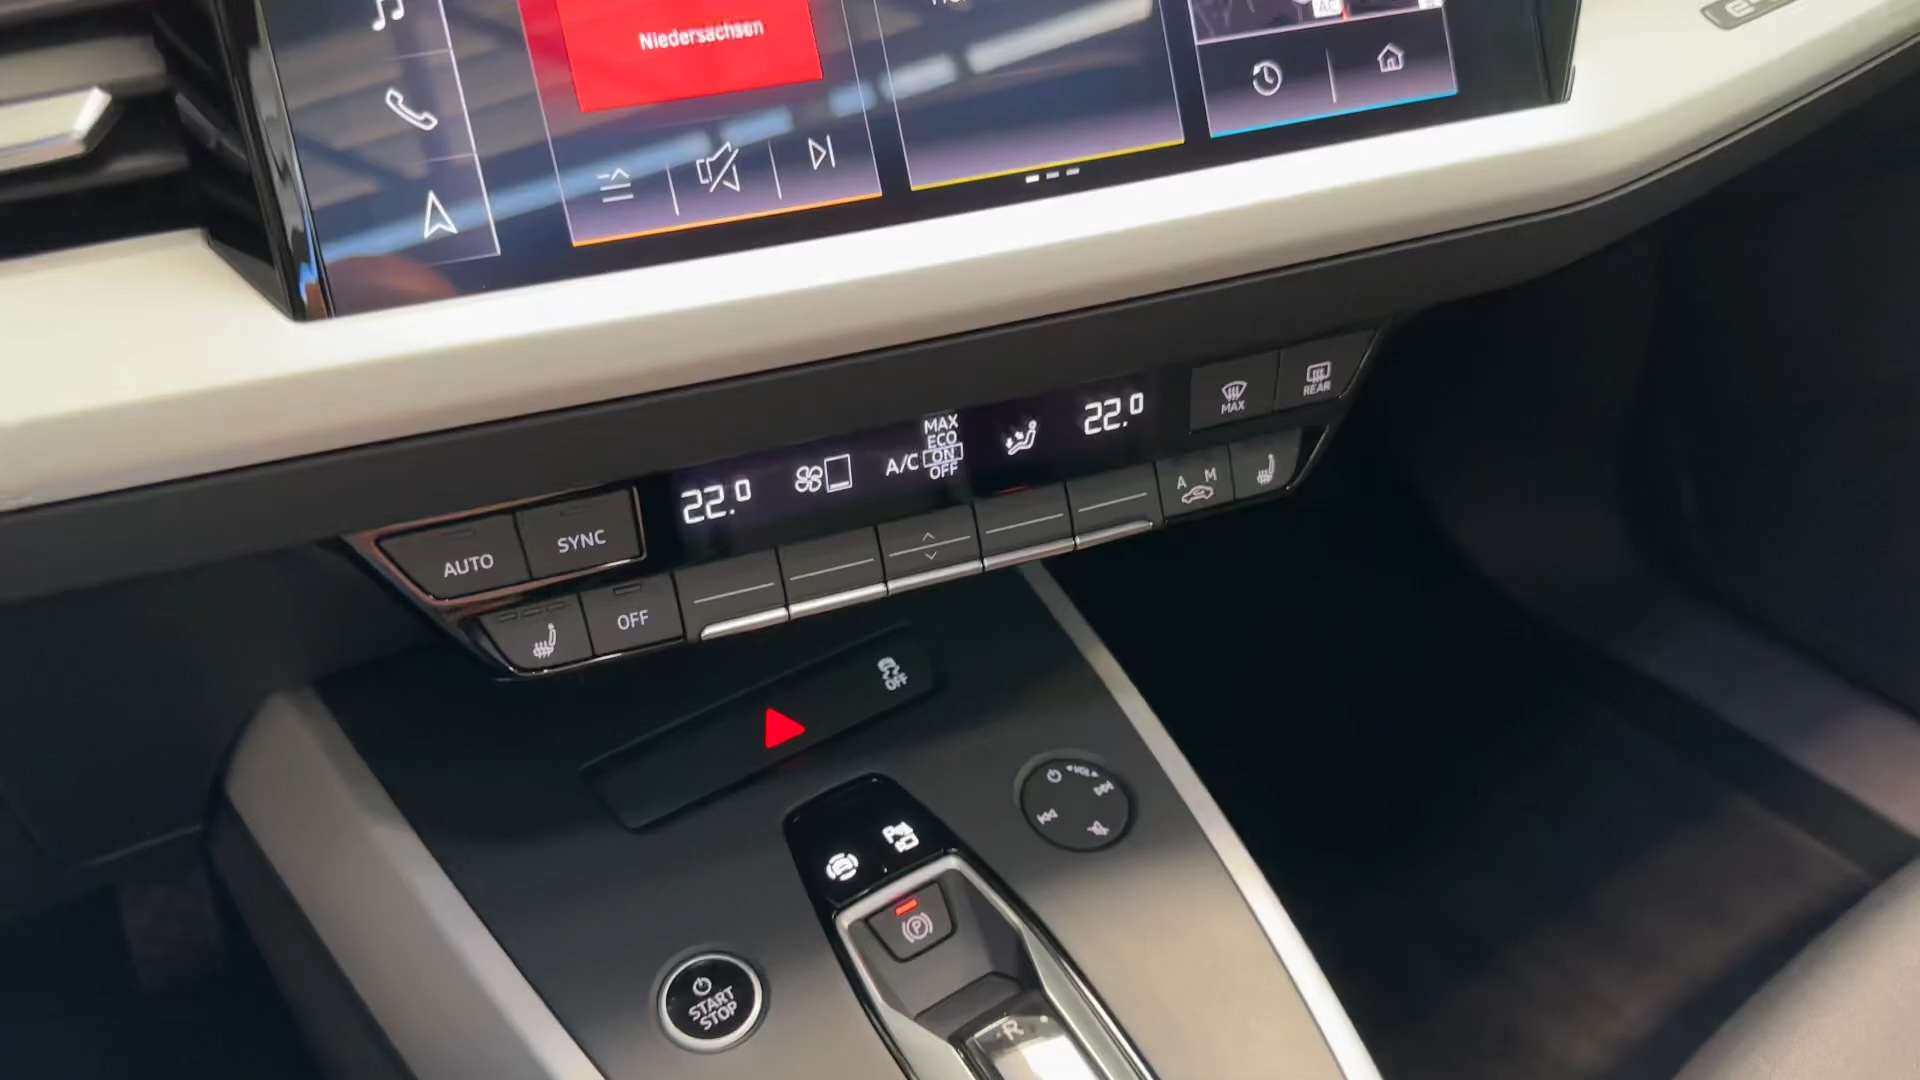 Niedersachsen
MAX
ECO
A/C ON
OFF
22.0
22.0
MAX
REAR
AUTO
SYNC
A M
OFF
OFF
P
START
STOP
R